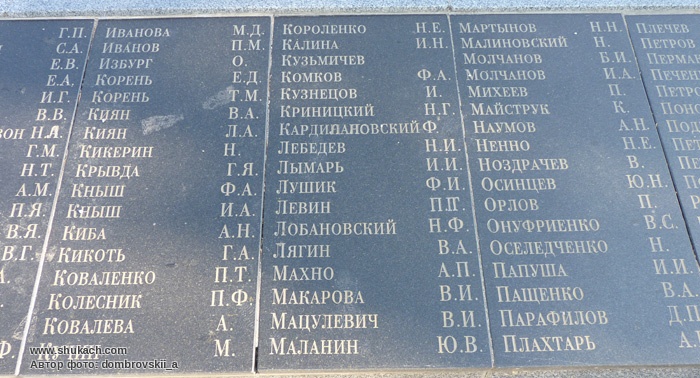 Г.П.
С.А.
Е.В.
Е.А.
И.Г.
В.В.
Н.А.
Г.М.
Н.Т.
А.М.
П.Я.
В.Я.
В.Г.
Ф.
ИВАНОВА М.Д.
ИВАНОВ П.М.
ИЗБУРГ О.
КОРЕНЬ Е.Д.
КОРЕНЬ Т.М.
КИЯН В.А.
КИЯН Л.А.
КИКЕРИН Н.
КРЫВДА Г.Я.
КНЫШ Ф.А.
КНЫШ И.А.
КИБА А.Н.
КИКОТЬ Г.А.
КОВАЛЕНКО П.Т.
КОЛЕСНИК П.Ф.
КОВАЛЕВА А.
М.
КОРОЛЕНКО Н.Е.
КАЛИНА И.Н.
КУЗЬМИЧЕВ
КОМКОВ Ф.А.
КУЗНЕЦОВ И.
КРИНИЦКИЙ Н.Г.
КАРДИЛАНОВСКИЙ Ф.
ЛЕБЕДЕВ Н.И.
ЛЫМАРЬ И.И.
ЛУШИК Ф.И.
ЛЕВИН П.Г.
ЛОБАНОВСКИЙ Н.Ф.
ЛЯГИН В.А.
МАХНО А.П.
МАКАРОВА В.И.
МАЦУЛЕВИЧ В.И.
МАЛАНИН Ю.В.
МАРТЫНОВ Н.Н.
МАЛИНОВСКИЙ Н.
МОЛЧАНОВ Б.И.
МОЛЧАНОВ И.А.
МИХЕЕВ П.
МАЙСТРУК К.
НАУМОВ А.Н.
НЕННО Н.Е.
НОЗДРАЧЕВ В.
ОСИНЦЕВ Ю.Н.
ОРЛОВ П.
ОНУФРИЕНКО В.С.
ОСЕЛЕДЧЕНКО Н.
ПАПУША И.И.
ПАЩЕНКО В.А.
ПАРАФИЛОВ Д.П
ПЛАХТАРЬ А.
ПЛЕЧЕВ
ПЕТРОВ
ПЕРМА
ПЕЧЕН
ПЕТРО
www.shukach.com
Автор фото- dombrovskii_a